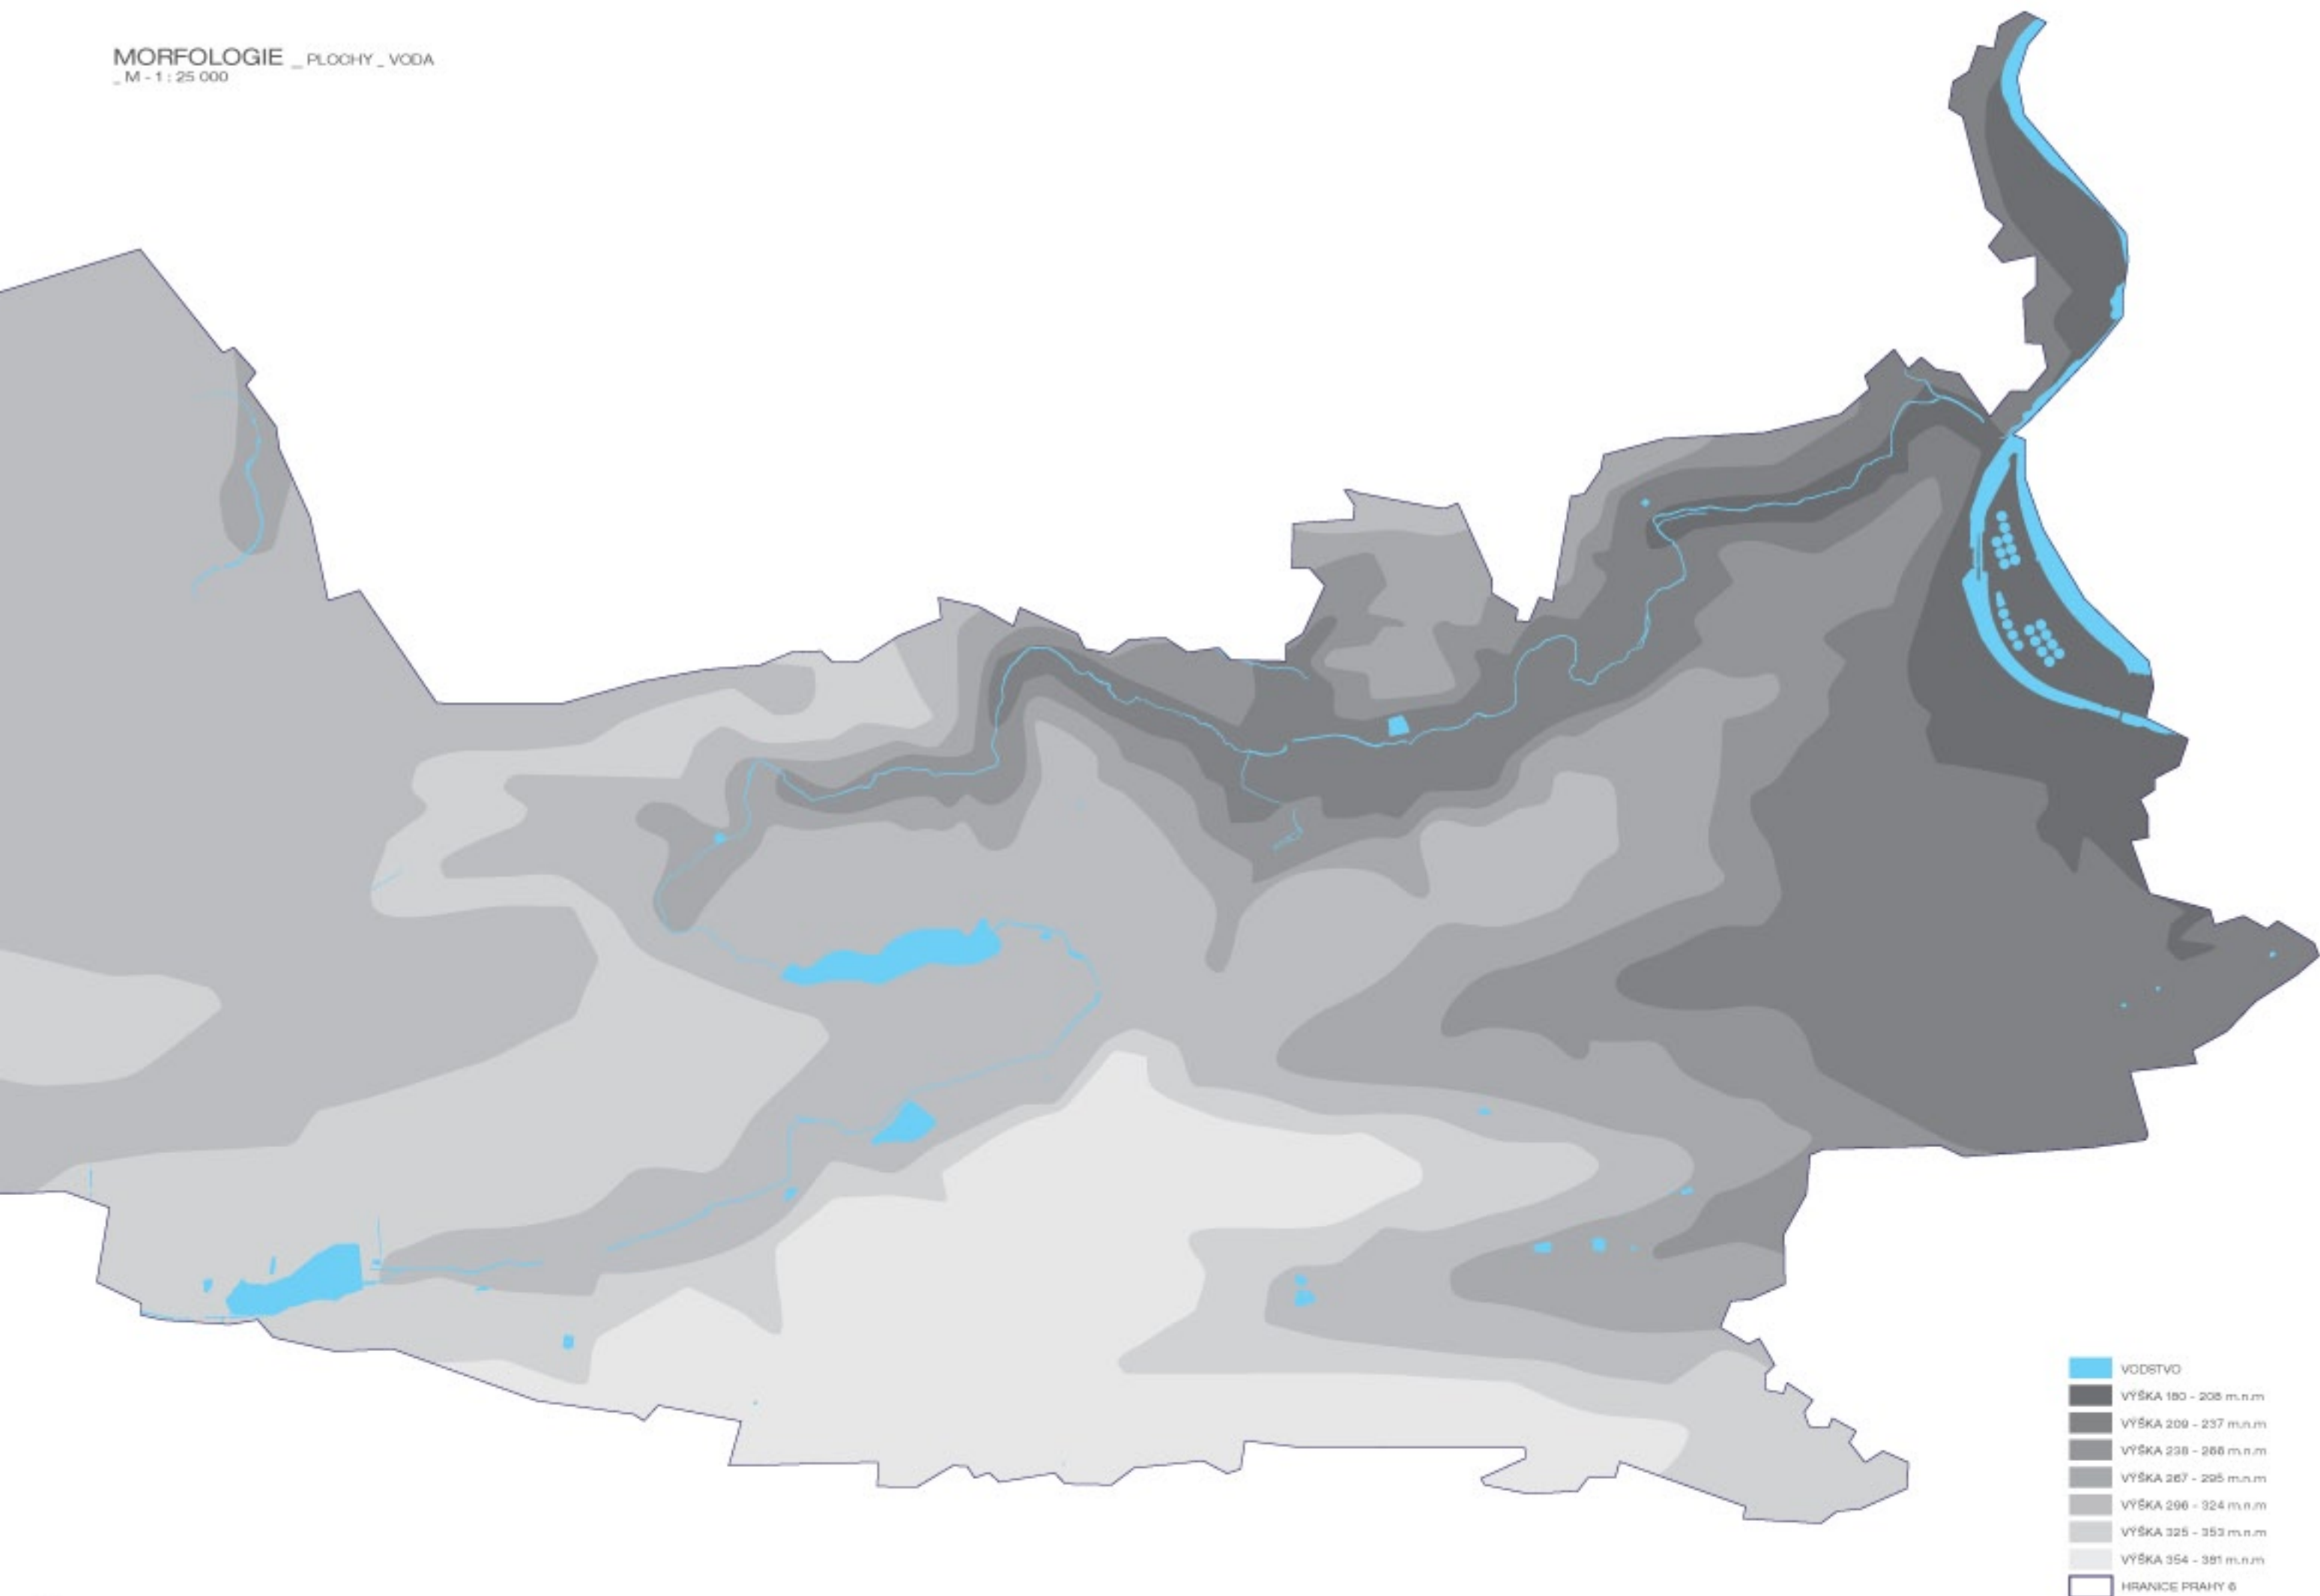 MORFOLOGIE _ PLOCHY _ VODA
_ M - 1 : 25 000
VODSTVO
VÝŠKA 180 - 208 m.n.m
VÝŠKA 209 - 237 m.n.m
VÝŠKA 238 - 266 m.n.m
VÝŠKA 267 - 295 m.n.m
VÝŠKA 296 - 324 m.n.m
VÝŠKA 325 - 353 m.n.m
VÝŠKA 354 - 381 m.n.m
HRANICE PRAHY 6